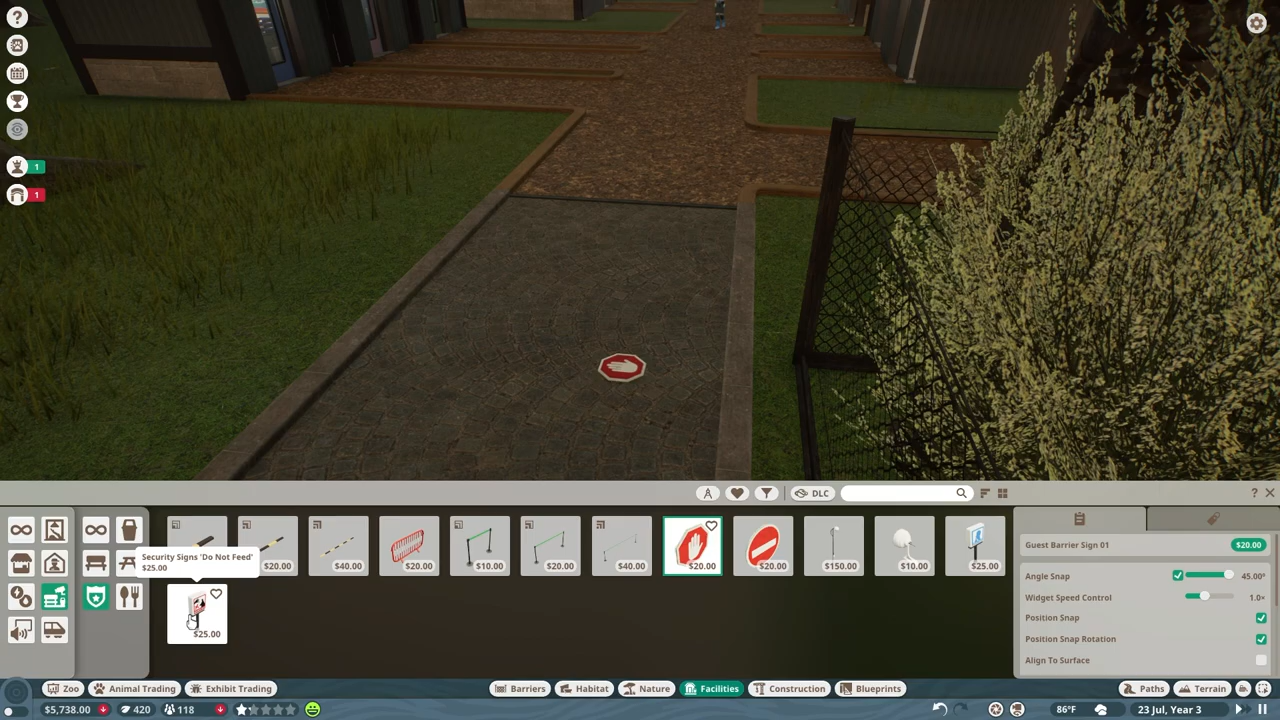 ?
1
1
DLC
? ×
Security Signs 'Do Not Feed'
$25.00
$20.00
$40.00
$20.00
$10.00
$20.00
$40.00
$20.00
$20.00
$150.00
$10.00
$25.00
$25.00
Guest Barrier Sign 01
$20.00
Angle Snap
45.00°
Widget Speed Control
1.0×
Position Snap
Position Snap Rotation
Align To Surface
Zoo
Animal Trading
Exhibit Trading
Barriers
Habitat
Nature
Facilities
Construction
Blueprints
Paths
Terrain
$5,738.00
420
118
86°F
23 Jul, Year 3